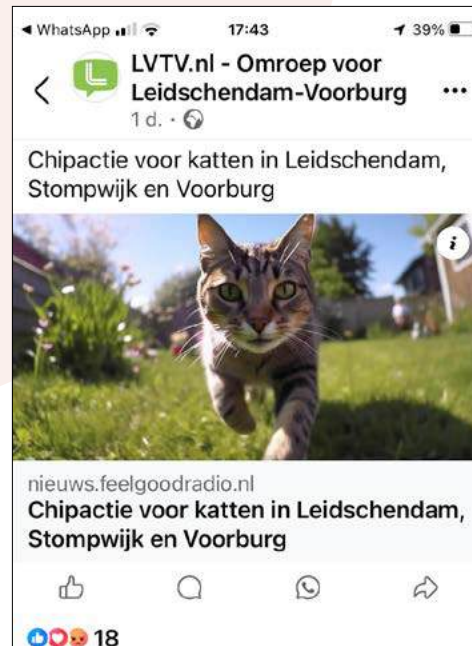 WhatsApp 17:43 39%
LVTV.nl - Omroep voor
Leidschendam-Voorburg
1 d.
Chipactie voor katten in Leidschendam,
Stompwijk en Voorburg
i
nieuws.feelgoodradio.nl
Chipactie voor katten in Leidschendam,
Stompwijk en Voorburg
18